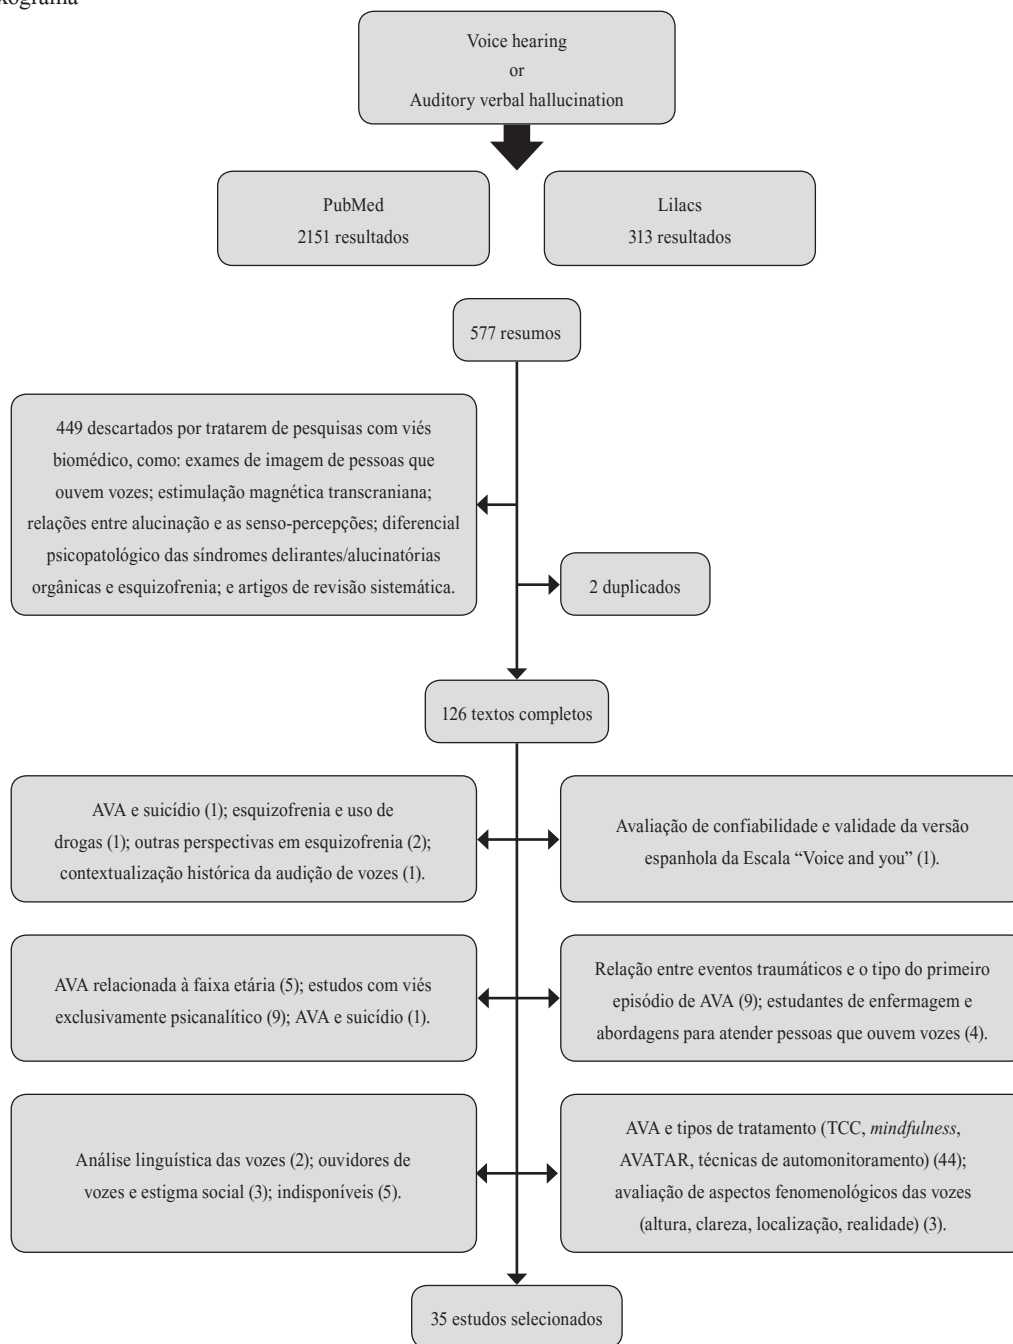 Voice hearing
or
Auditory verbal hallucination
PubMed
2151 resultados
Lilacs
313 resultados
577 resumos
449 descartados por tratarem de pesquisas com viés
biomédico, como: exames de imagem de pessoas que
ouvem vozes; estimulação magnética transcraniana;
relações entre alucinação e as senso-percepções; diferencial
psicopatológico das síndromes delirantes/alucinatórias
orgânicas e esquizofrenia; e artigos de revisão sistemática.
2 duplicados
126 textos completos
AVA e suicídio (1); esquizofrenia e uso de
drogas (1); outras perspectivas em esquizofrenia (2);
contextualização histórica da audição de vozes (1).
Avaliação de confiabilidade e validade da versão
espanhola da Escala “Voice and you” (1).
AVA relacionada à faixa etária (5); estudos com viés
exclusivamente psicanalítico (9); AVA e suicídio (1).
Relação entre eventos traumáticos e o tipo do primeiro
episódio de AVA (9); estudantes de enfermagem e
abordagens para atender pessoas que ouvem vozes (4).
Análise linguística das vozes (2); ouvidores de
vozes e estigma social (3); indisponíveis (5).
AVA e tipos de tratamento (TCC, mindfulness,
AVATAR, técnicas de automonitoramento) (44);
avaliação de aspectos fenomenológicos das vozes
(altura, clareza, localização, realidade) (3).
35 estudos selecionados